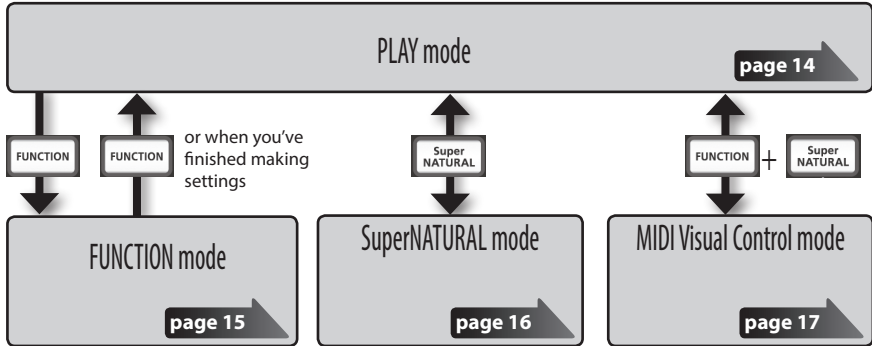 PLAY mode
page 14
FUNCTION
FUNCTION
or when you've
finished making
settings
Super
NATURAL
FUNCTION
+
Super
NATURAL
FUNCTION mode
page 15
SuperNATURAL mode
page 16
MIDI Visual Control mode
page 17